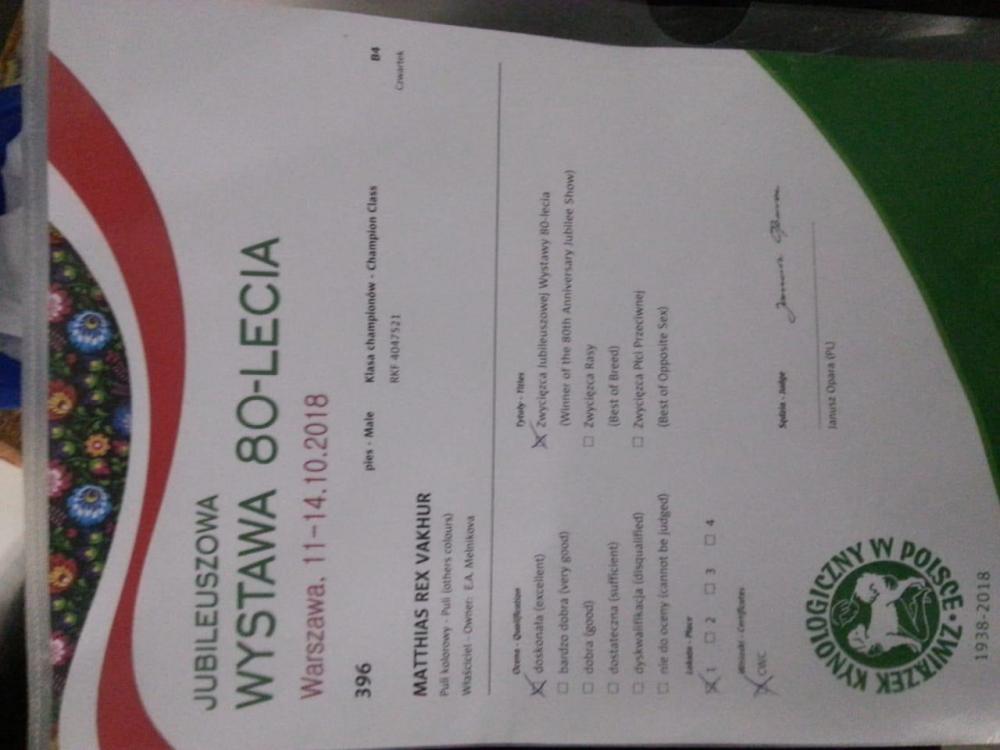 JUBILEUSZOWA
WYSTAWA 80-LECIA
Warszawa, 11-14.10.2018
396 pies - Male Klasa championów - Champion Class B4
RKF 4047521 Czwartek
MATTHIAS REX VAKHUR
Puli kolorowy - Puli (others colours)
Właściciel - Owner: E.A. Melnikova
Ocena - Qualification
doskonała (excellent)
bardzo dobra (very good)
dobra (good)
dostateczna (sufficient)
dyskwalifikacja (disqualified)
nie do oceny (cannot be judged)
Lokata - Place
1 2 3 4
Wnioski - Certificates
CWC
Tytuły - Titles
Zwycięzca Jubileuszowej Wystawy 80-lecia
(Winner of the 80th Anniversary Jubilee Show)
Zwycięzca Rasy
(Best of Breed)
Zwycięzca Płci Przeciwnej
(Best of Opposite Sex)
Sędzia - Judge
Janusz Opara
Janusz Opara (PL)
ZWIĄZEK KYNOLOGICZNY W POLSCE
1938-2018